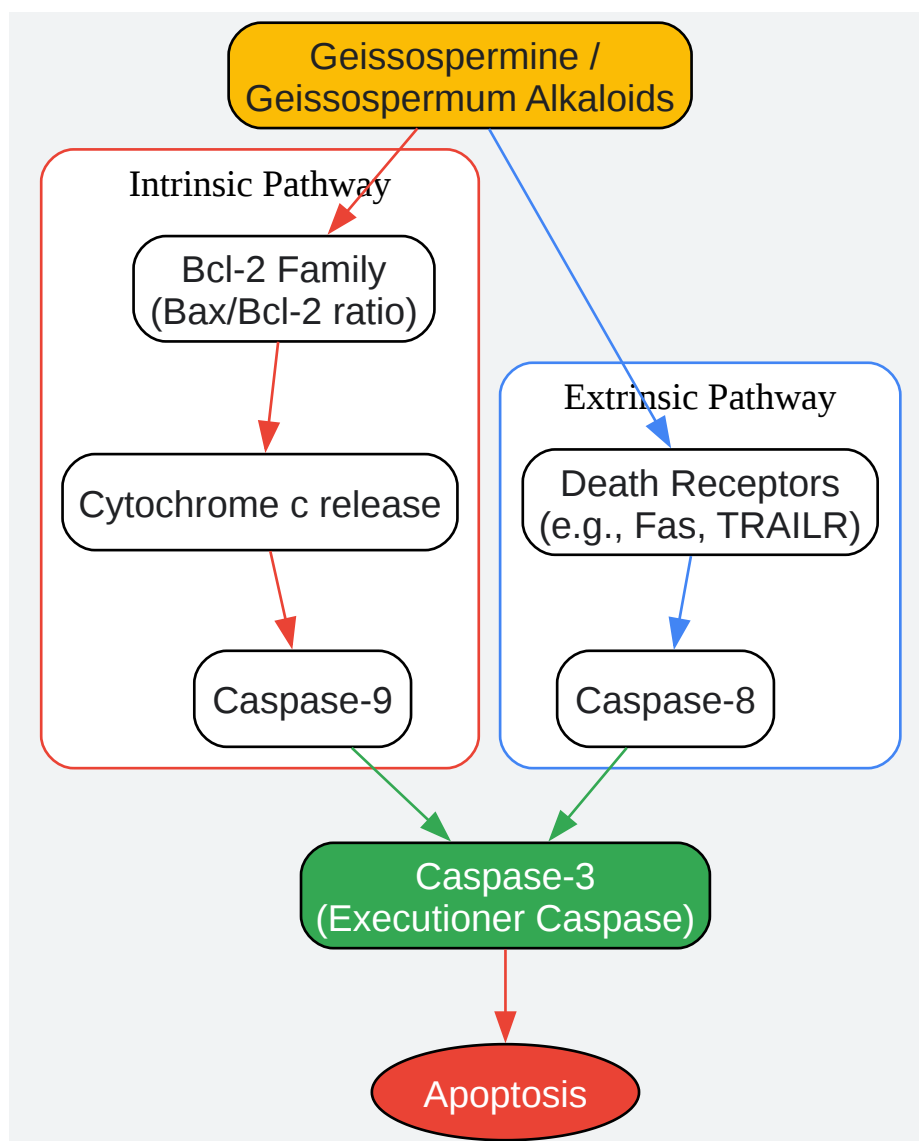 Geissospermine /
Geissospermum Alkaloids
Intrinsic Pathway
Bcl-2 Family
(Bax/Bcl-2 ratio)
Cytochrome c release
Caspase-9
Extrinsic Pathway
Death Receptors
(e.g., Fas, TRAILR)
Caspase-8
Caspase-3
(Executioner Caspase)
Apoptosis